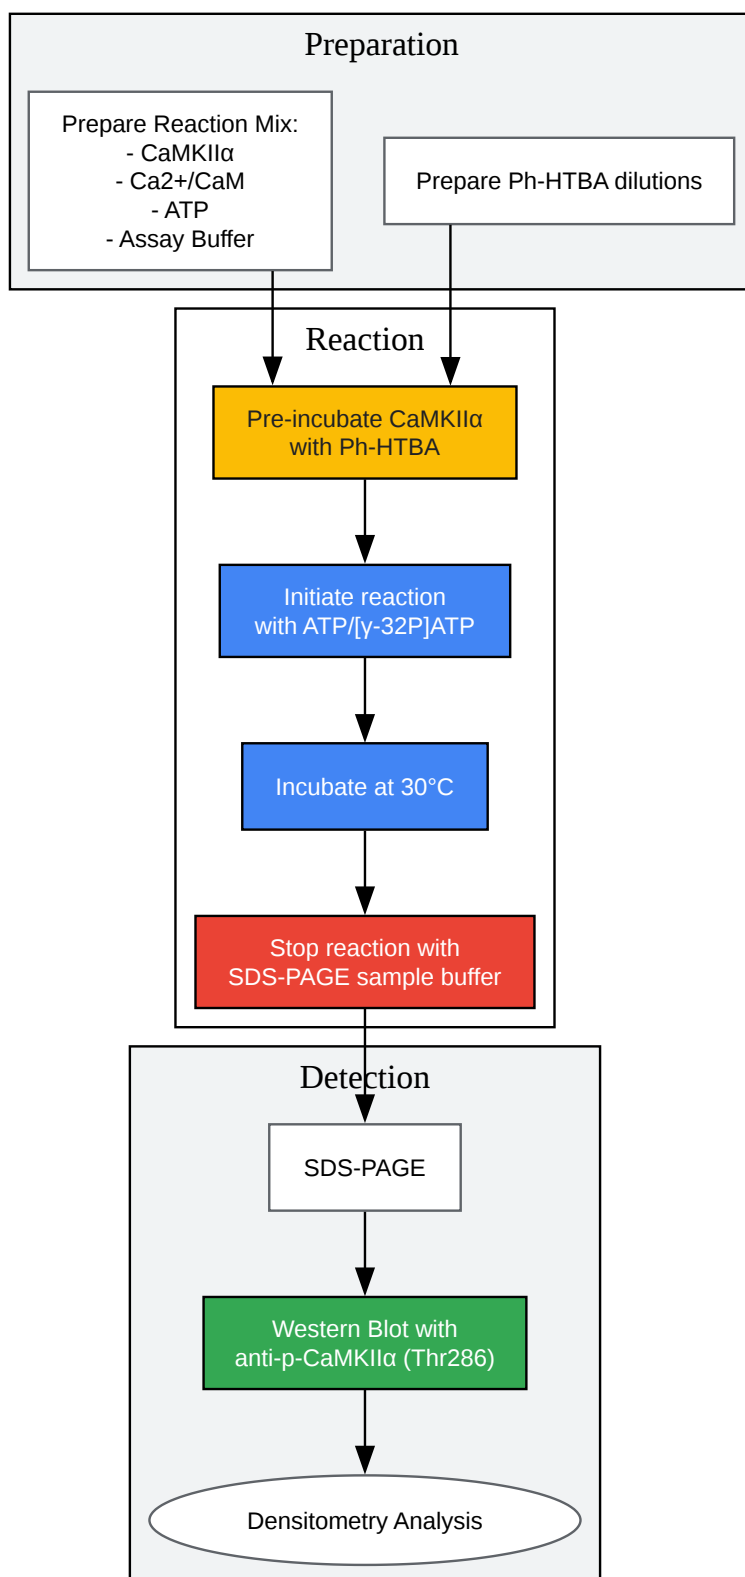 Preparation
Prepare Reaction Mix:
- CaMKIIα
- Ca2+/CaM
- ATP
- Assay Buffer
Prepare Ph-HTBA dilutions
Reaction
Pre-incubate CaMKIIα
with Ph-HTBA
Initiate reaction
with ATP/[γ-32P]ATP
Incubate at 30°C
Stop reaction with
SDS-PAGE sample buffer
Detection
SDS-PAGE
Western Blot with
anti-p-CaMKIIα (Thr286)
Densitometry Analysis